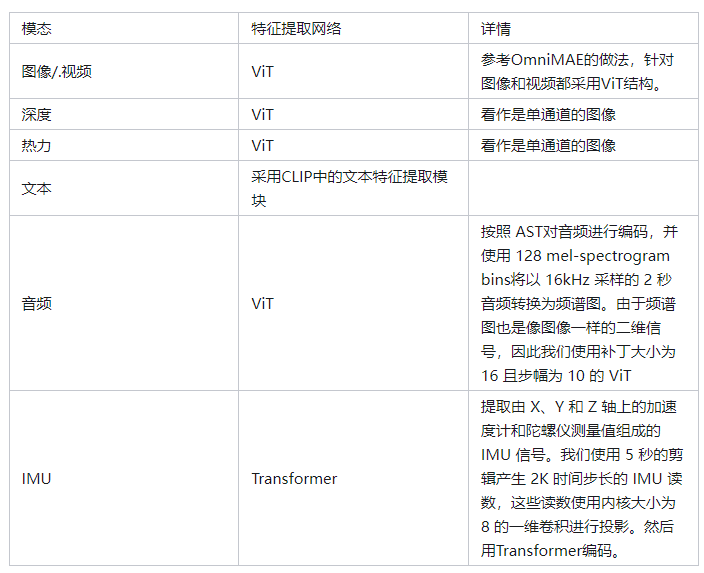 模态
特征提取网络
详情
图像/.视频
ViT
参考OmniMAE的做法，针对
图像和视频都采用ViT结构。
深度
ViT
看作是单通道的图像
热力
ViT
看作是单通道的图像
文本
采用CLIP中的文本特征提取模
块
音频
ViT
按照 AST对音频进行编码，并
使用 128 mel-spectrogram
bins将以 16kHz 采样的 2 秒
音频转换为频谱图。由于频谱
图也是像图像一样的二维信
号，因此我们使用补丁大小为
16 且步幅为 10 的 ViT
IMU
Transformer
提取由 X、Y 和 Z 轴上的加速
度计和陀螺仪测量值组成的
IMU 信号。我们使用 5 秒的剪
辑产生 2K 时间步长的 IMU 读
数，这些读数使用内核大小为
8 的一维卷积进行投影。然后
用Transformer编码。